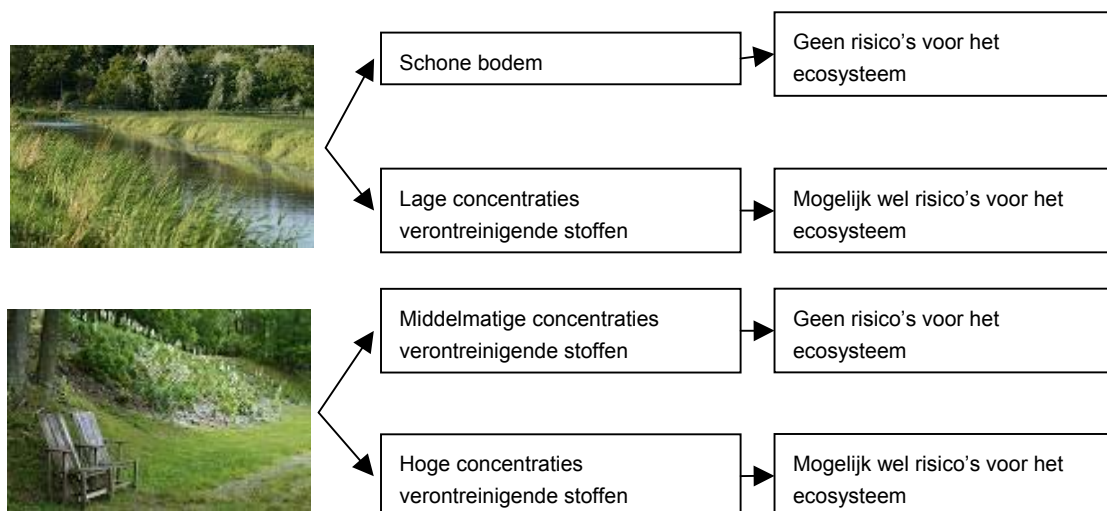 Schone bodem
Geen risico's voor het
ecosysteem
Lage concentraties
verontreinigende stoffen
Mogelijk wel risico's voor het
ecosysteem
Middelmatige concentraties
verontreinigende stoffen
Geen risico's voor het
ecosysteem
Hoge concentraties
verontreinigende stoffen
Mogelijk wel risico's voor het
ecosysteem